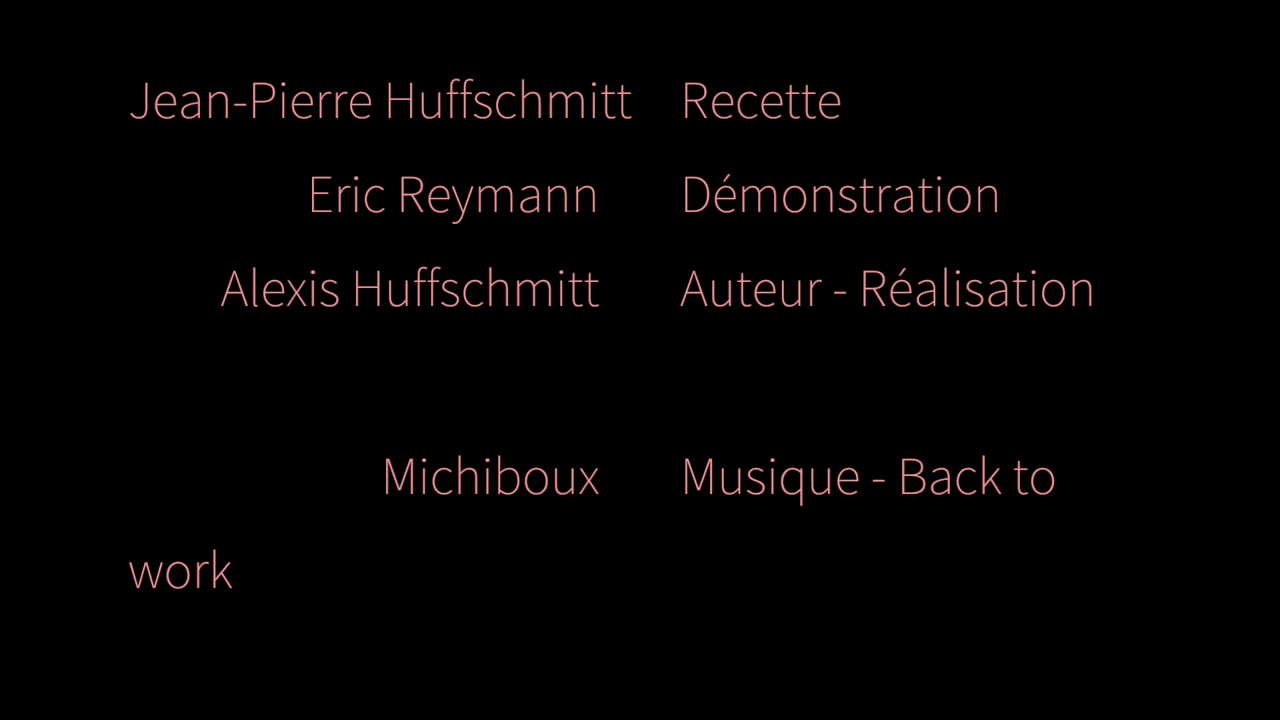 Jean-Pierre Huffschmitt Recette
Eric Reymann Démonstration
Alexis Huffschmitt Auteur - Réalisation
Michiboux Musique - Back to
work